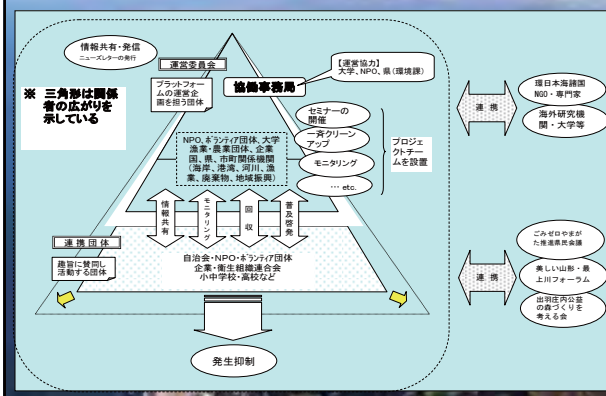 情報共有・発信
ニューズレターの発行
運営委員会
プラットフォー
ムの運営企
画を担う団体
協働事務局
【運営協力】
大学、NPO、県（環境課）
※ 三角形は関係
者の広がりを
示している
セミナーの
開催
一斉クリーン
アップ
モニタリング
… etc.
プロジェ
クトチー
ムを設置
NPO、ボランティア団体、大学
漁業・農業団体、企業
国、県、市町関係機関
（海岸、港湾、河川、漁
業、廃棄物、地域振興）
情報共有
モニタリング
回収
普及啓発
連携団体
趣旨に賛同し
活動する団体
自治会・NPO・ボランティア団体
企業・衛生組織連合会
小中学校・高校など
発生抑制
連携
環日本海諸国
NGO・専門家
海外研究機
関・大学等
連携
ごみゼロやまが
た推進県民会議
美しい山形・最
上川フォーラム
出羽庄内公益
の森づくりを
考える会